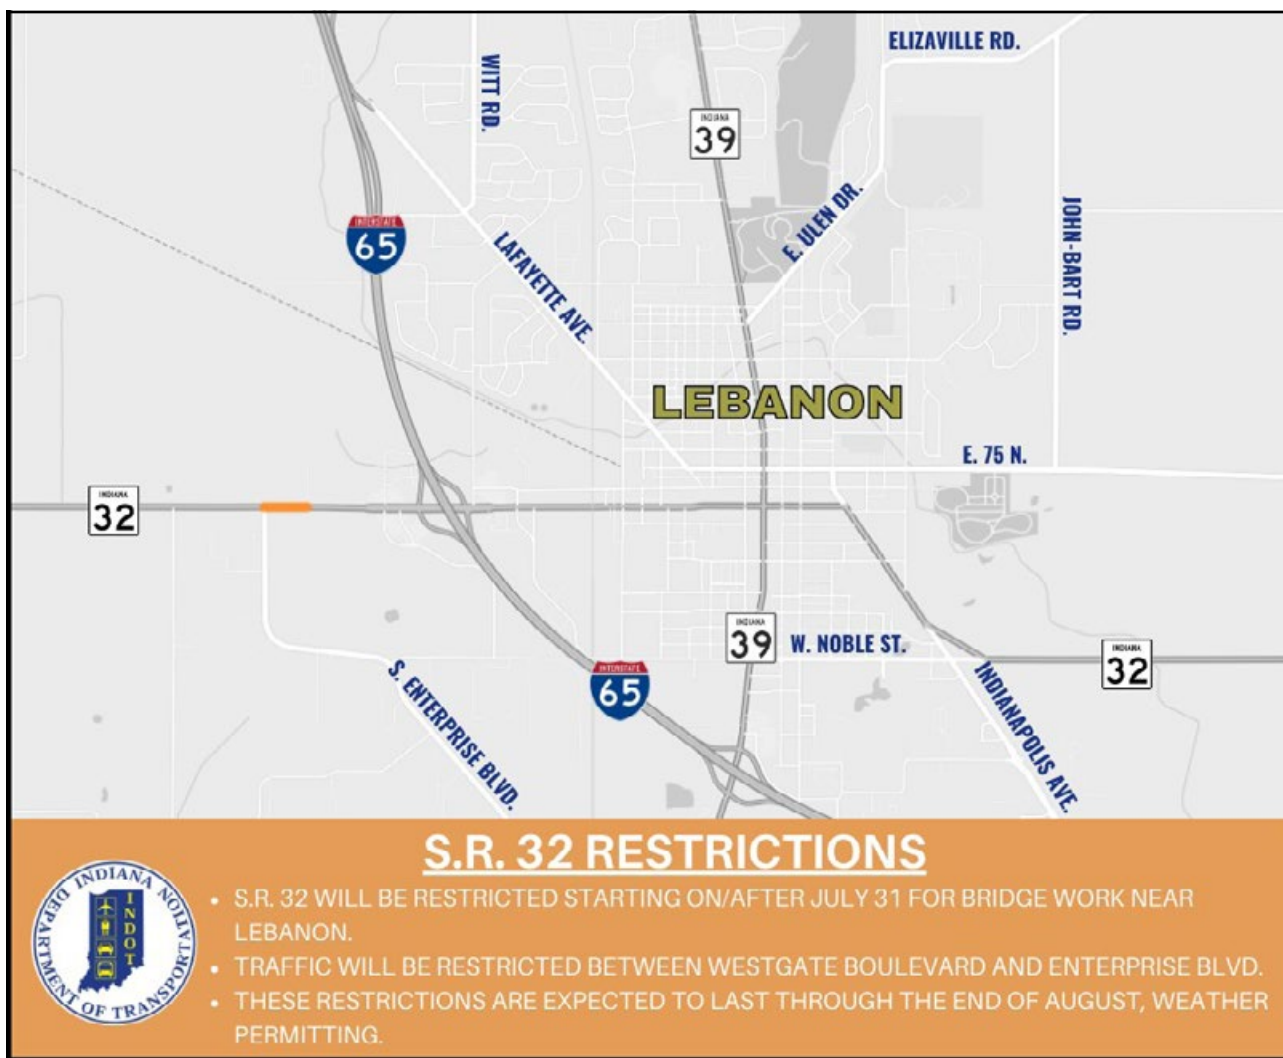 ELIZAVILLE RD.
WITT RD.
INDIANA
39
JOHN-BART RD.
E. ULEN DR.
INTERSTATE
65
LAFAYETTE AVE.
LEBANON
E. 75 N.
INDIANA
32
INDIANA
39
W. NOBLE ST.
INDIANA
32
S. ENTERPRISE BLVD.
INTERSTATE
65
INDIANAPOLIS AVE.
S.R. 32 RESTRICTIONS
• S.R. 32 WILL BE RESTRICTED STARTING ON/AFTER JULY 31 FOR BRIDGE WORK NEAR
LEBANON.
• TRAFFIC WILL BE RESTRICTED BETWEEN WESTGATE BOULEVARD AND ENTERPRISE BLVD.
• THESE RESTRICTIONS ARE EXPECTED TO LAST THROUGH THE END OF AUGUST, WEATHER
PERMITTING.
INDIANA
DEPARTMENT OF TRANSPORTATION
INDOT